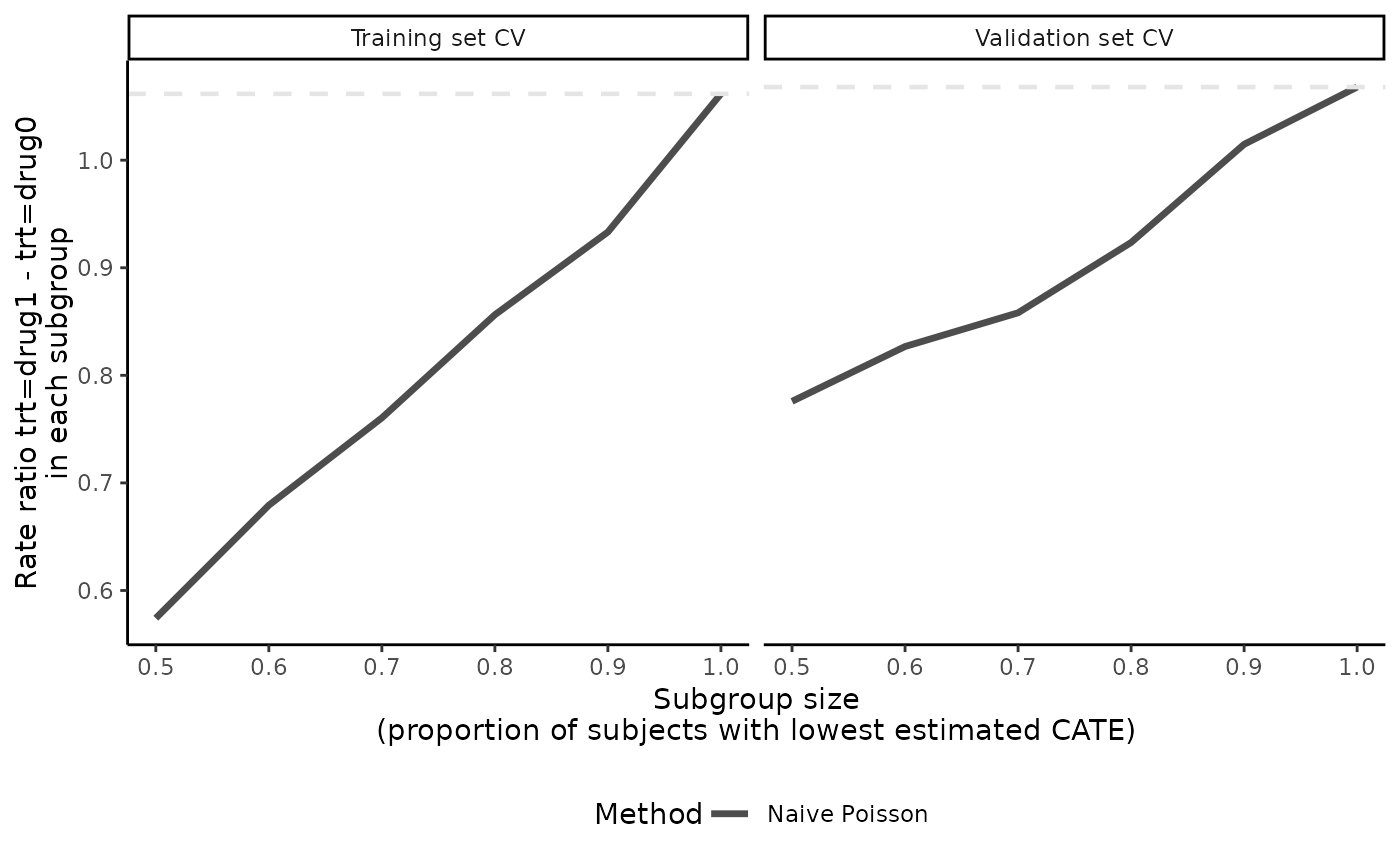 Training set CV
Validation set CV
Rate ratio trt=drug1 - trt=drug0
in each subgroup
1.0
0.9
0.8
0.7
0.6
0.5 0.6 0.7 0.8 0.9 1.0
0.5 0.6 0.7 0.8 0.9 1.0
Subgroup size
(proportion of subjects with lowest estimated CATE)
Method Naive Poisson